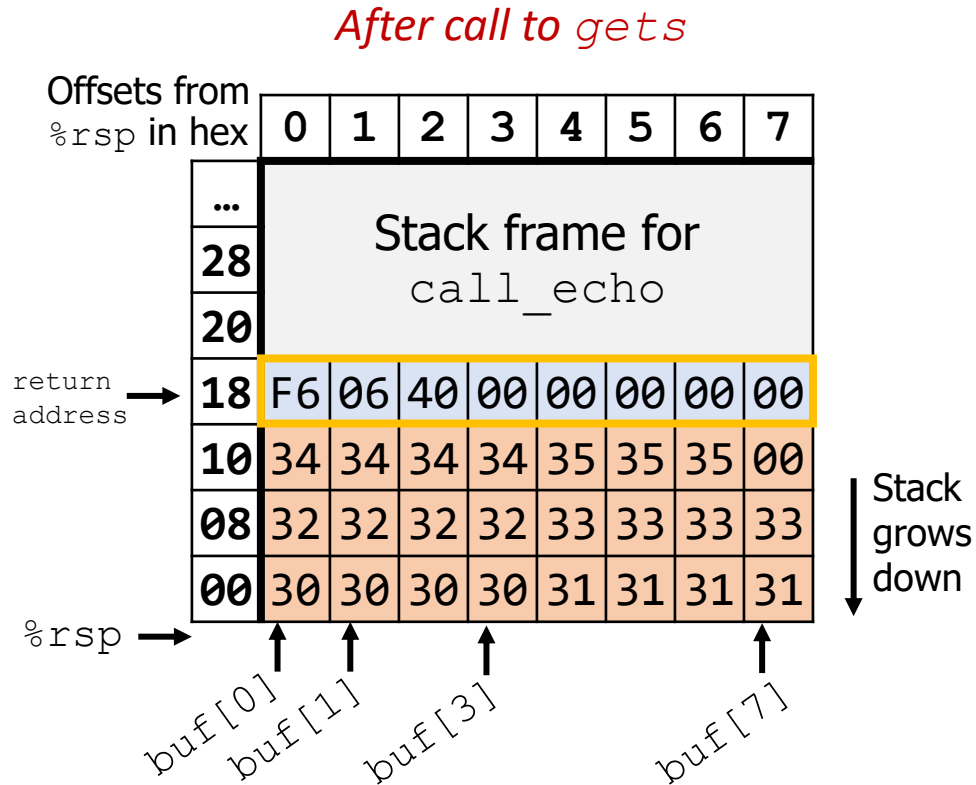 After call to gets
Offsets from
%rsp in hex
0 1 2 3 4 5 6 7
…
28
20
Stack frame for
call_echo
return
address
18 F6 06 40 00 00 00 00 00
10 34 34 34 34 35 35 35 00
08 32 32 32 32 33 33 33 33
00 30 30 30 30 31 31 31 31
Stack
grows
down
%rsp
buf[0]
buf[1]
buf[3]
buf[7]